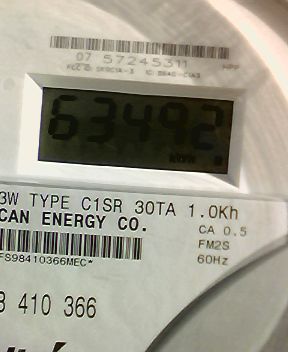 07 57245311
63492
3W TYPE C1SR 30TA 1.0Kh
CAN ENERGY CO.
CA 0.5
FM2S
60Hz
FS98410366MEC*
410 366